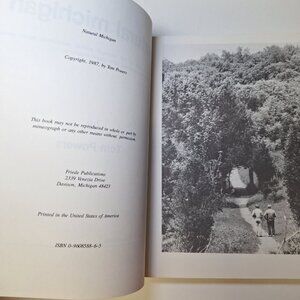 Natural Michigan
Copyright, 1987, by Tom Powers
This book may not be reproduced in whole or part by
mimeograph or any other means without permission.
Friede Publications
2339 Venezia Drive
Davison, Michigan 48423
Printed in the United States of America
ISBN 0-9608588-6-5